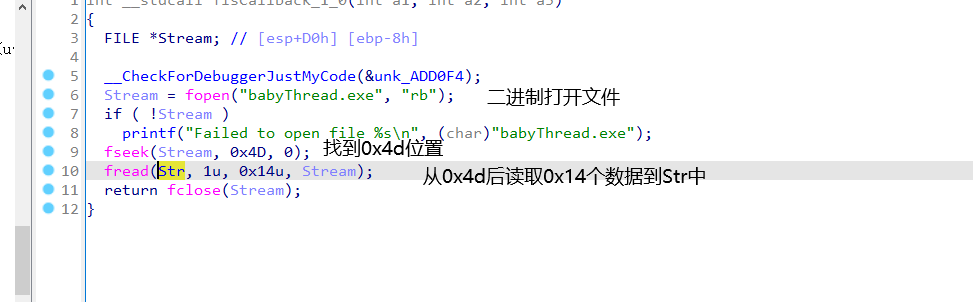 1 int __stdcall TlsCallback_1_0(int a1, int a2, int a3)
2 {
3 FILE *Stream; // [esp+D0h] [ebp-8h]
4
5 __CheckForDebuggerJustMyCode(&unk_ADD0F4);
6 Stream = fopen("babyThread.exe", "rb"); 二进制打开文件
7 if ( !Stream )
8 printf("Failed to open file %s\n", (char)"babyThread.exe");
9 fseek(Stream, 0x4D, 0); 找到0x4d位置
10 fread(Str, 1u, 0x14u, Stream); 从0x4d后读取0x14个数据到Str中
11 return fclose(Stream);
12 }